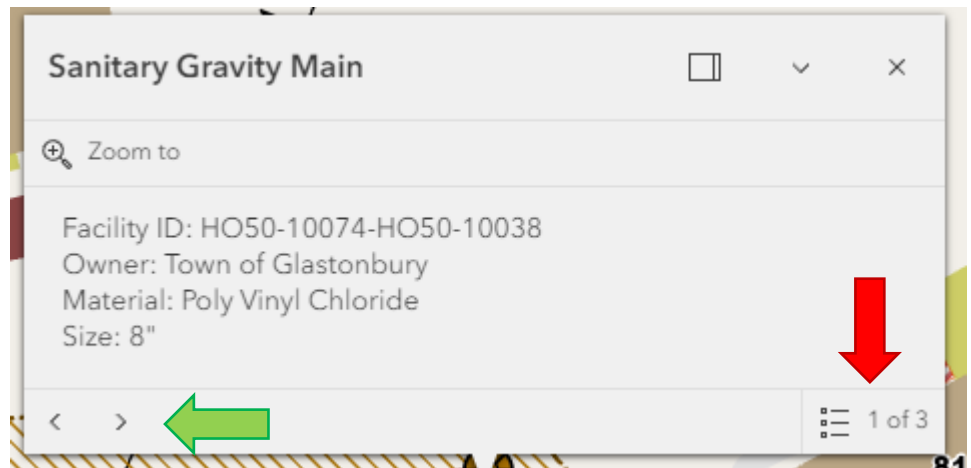 Sanitary Gravity Main
Zoom to
Facility ID: HO50-10074-HO50-10038
Owner: Town of Glastonbury
Material: Poly Vinyl Chloride
Size: 8"
1 of 3
81